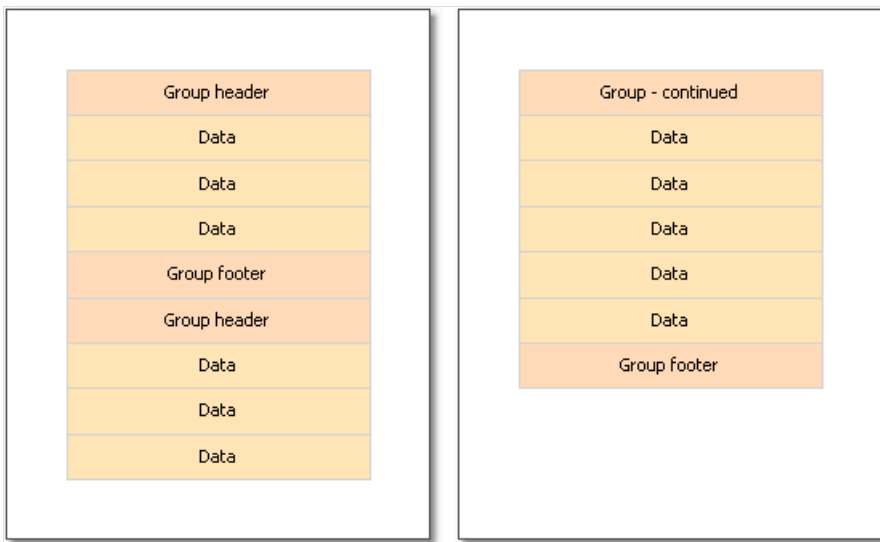 Group header
Data
Data
Data
Group footer
Group header
Data
Data
Data
Group - continued
Data
Data
Data
Data
Data
Group footer